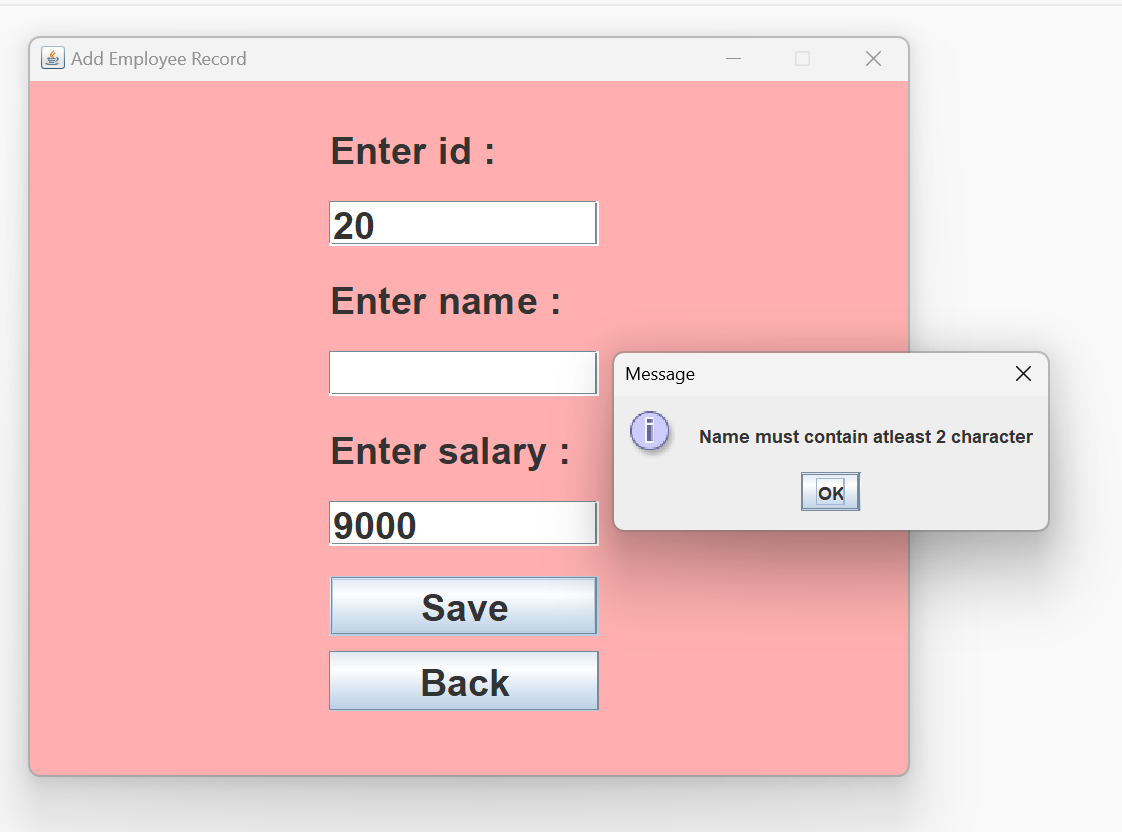 Add Employee Record
Enter id :
20
Enter name :
Enter salary :
9000
Save
Back
Message
i
Name must contain atleast 2 character
OK